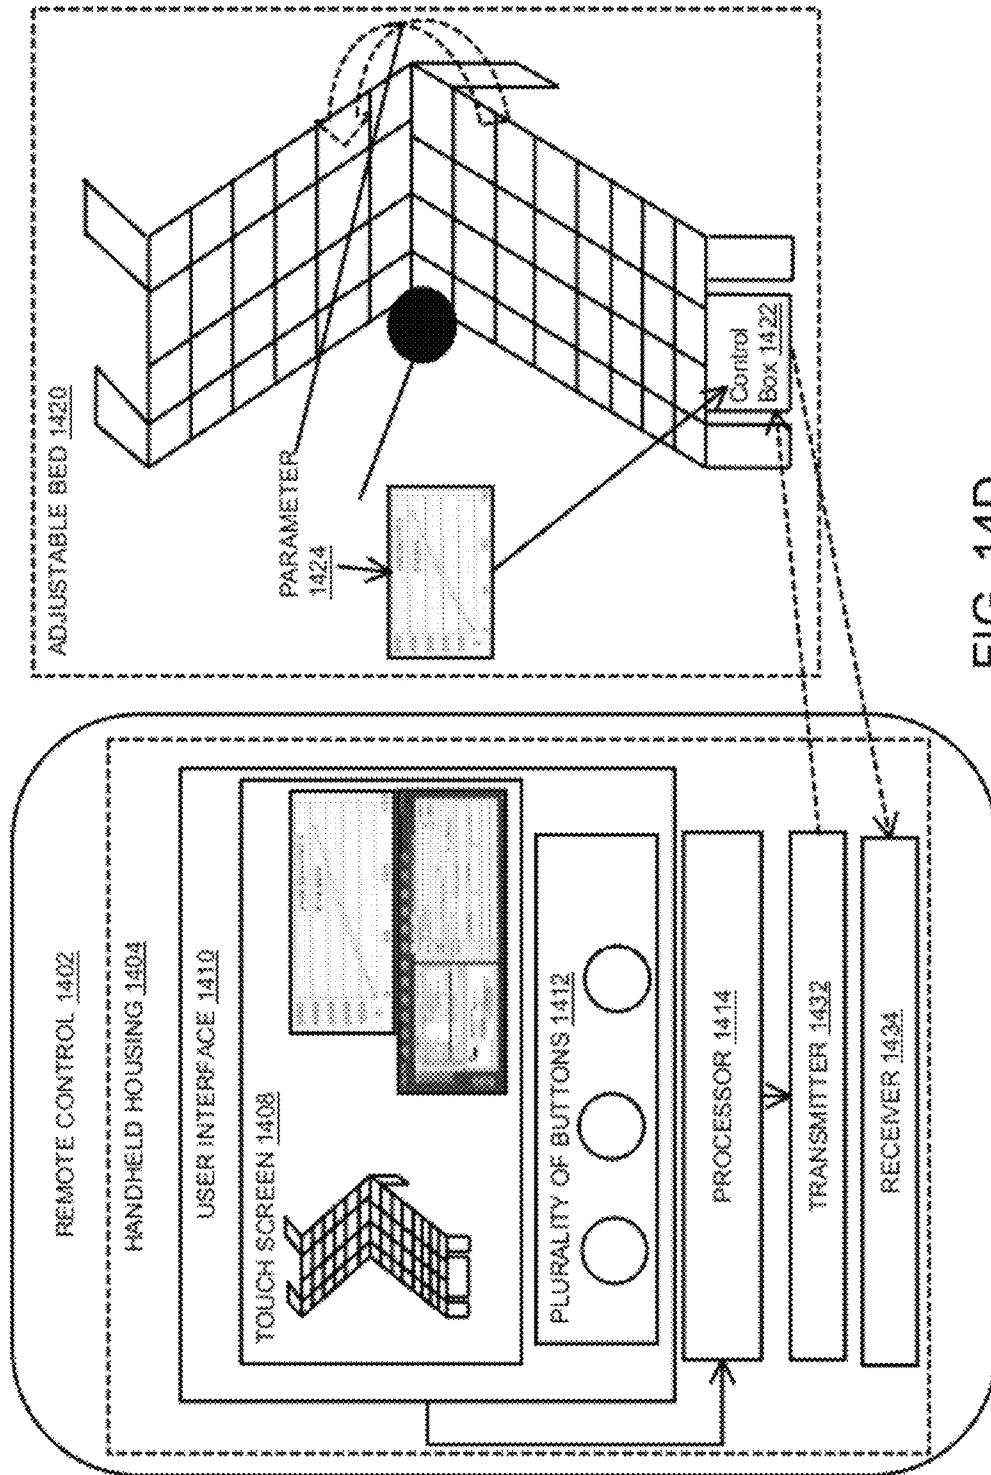 REMOTE CONTROL 1402
HANDHELD HOUSING 1404
USER INTERFACE 1410
TOUCH SCREEN 1408
PLURALITY OF BUTTONS 1412
PROCESSOR 1414
TRANSMITTER 1432
RECEIVER 1434
ADJUSTABLE BED 1420
PARAMETER
1424
Control
Box 1422
FIG. 14D